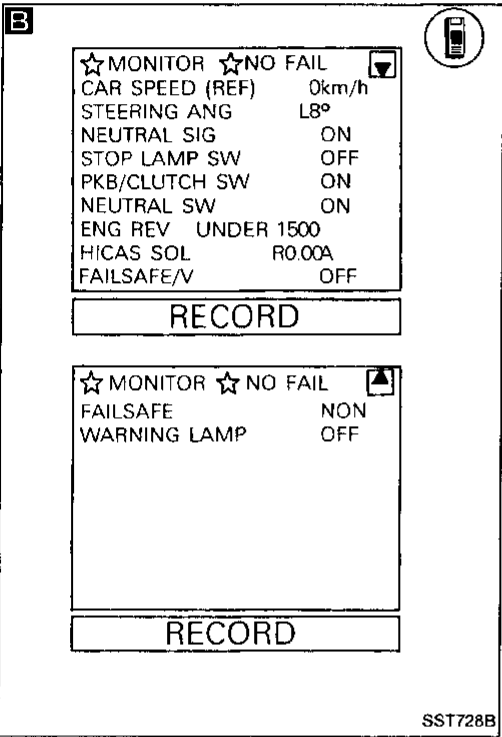 B
☆MONITOR ☆NO FAIL ▼
CAR SPEED (REF) 0km/h
STEERING ANG L8º
NEUTRAL SIG ON
STOP LAMP SW OFF
PKB/CLUTCH SW ON
NEUTRAL SW ON
ENG REV UNDER 1500
HICAS SOL R0.00A
FAILSAFE/V OFF
RECORD
☆ MONITOR ☆ NO FAIL ▲
FAILSAFE NON
WARNING LAMP OFF
RECORD
SST728B